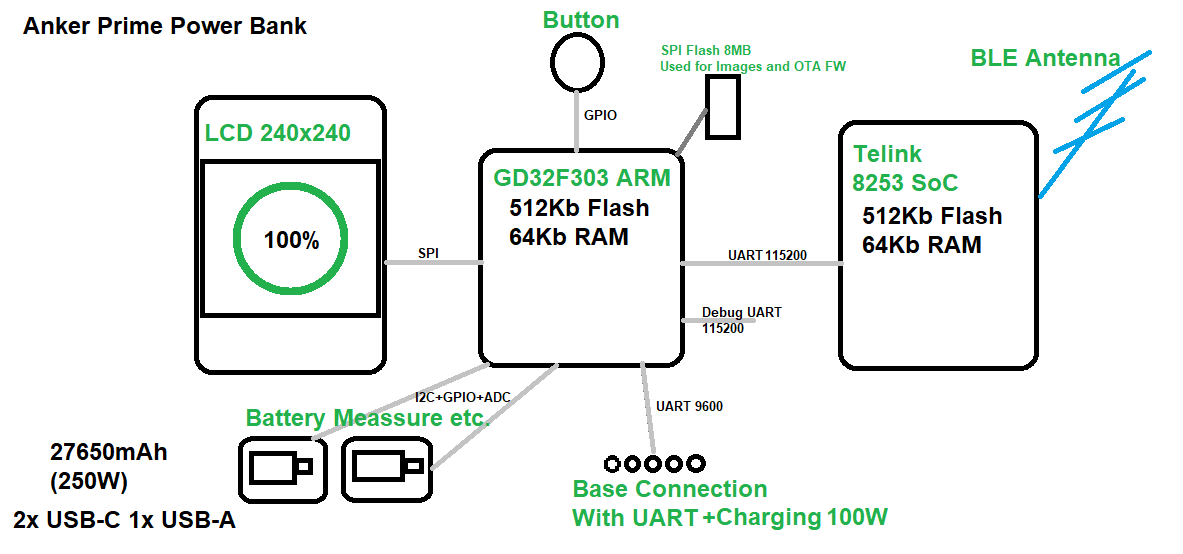 Anker Prime Power Bank
Button
SPI Flash 8MB
Used for Images and OTA FW
BLE Antenna
GPIO
LCD 240x240
100%
SPI
GD32F303 ARM
512Kb Flash
64Kb RAM
UART 115200
Telink
8253 SoC
512Kb Flash
64Kb RAM
Debug UART
115200
I2C+GPIO+ADC
Battery Meassure etc.
UART 9600
27650mAh
(250W)
2x USB-C 1x USB-A
Base Connection
With UART +Charging 100W